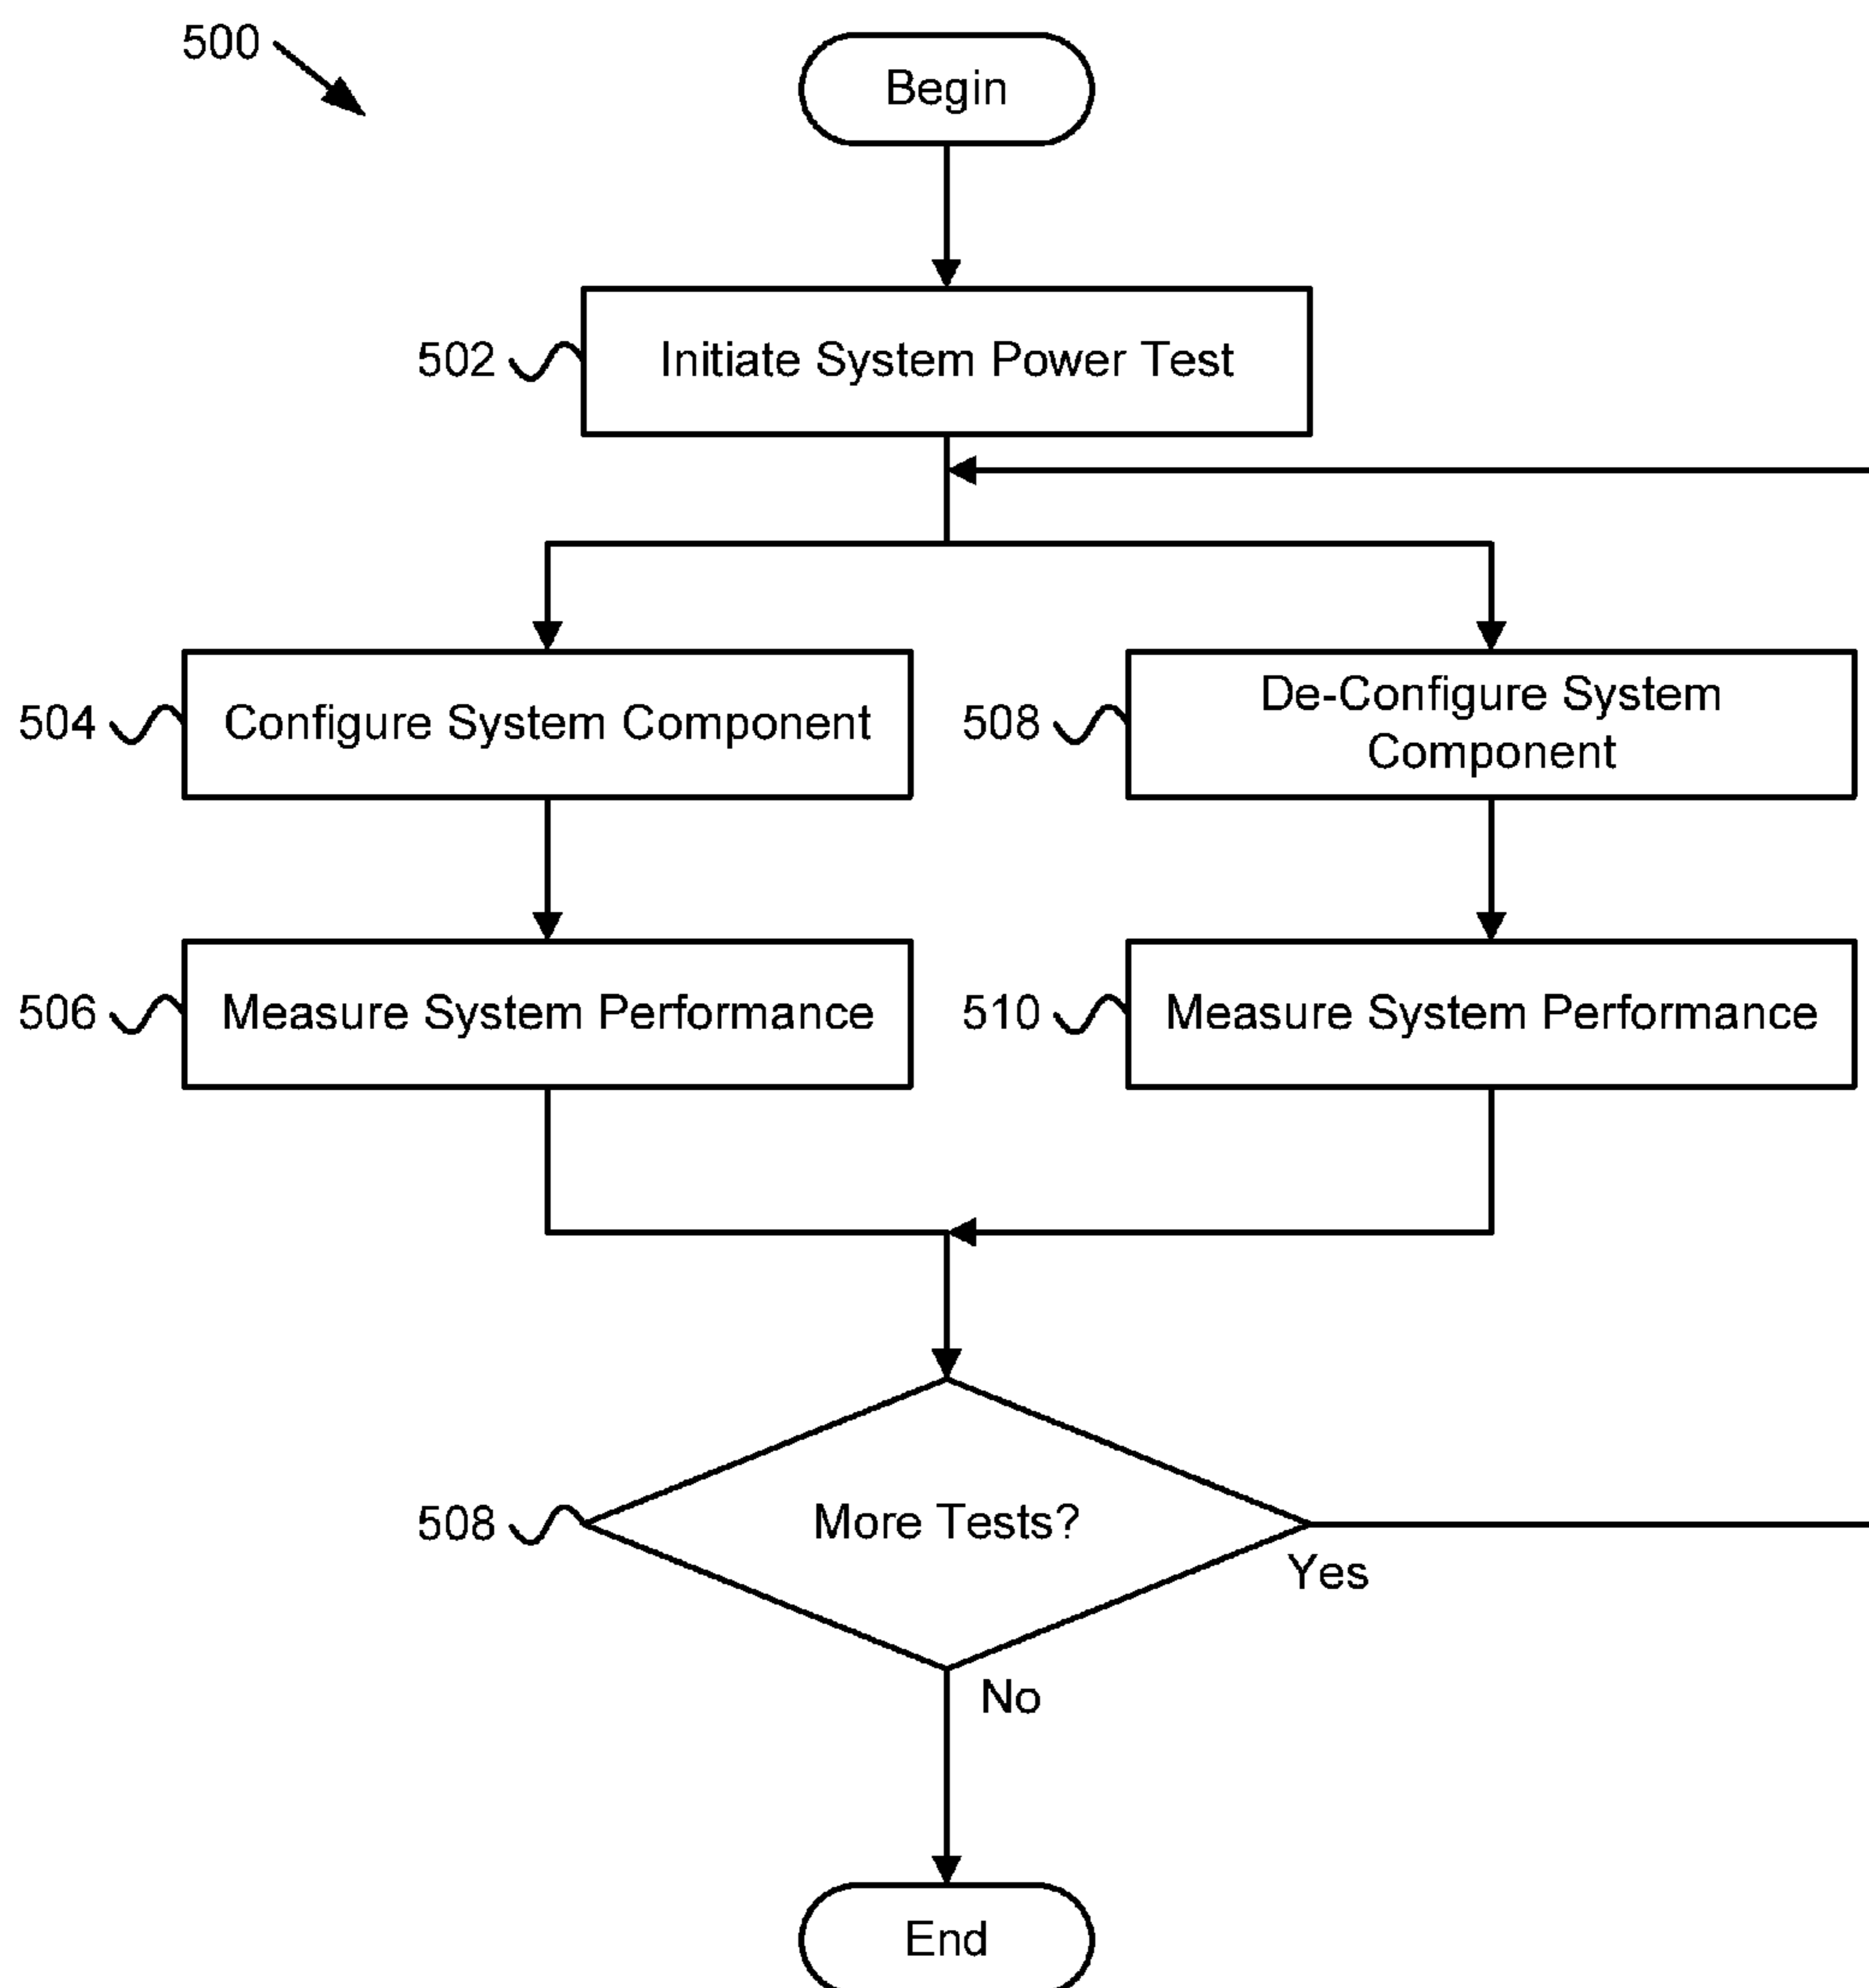 500
Begin
502
Initiate System Power Test
504
Configure System Component
508
De-Configure System
Component
506
Measure System Performance
510
Measure System Performance
508
More Tests?
Yes
No
End